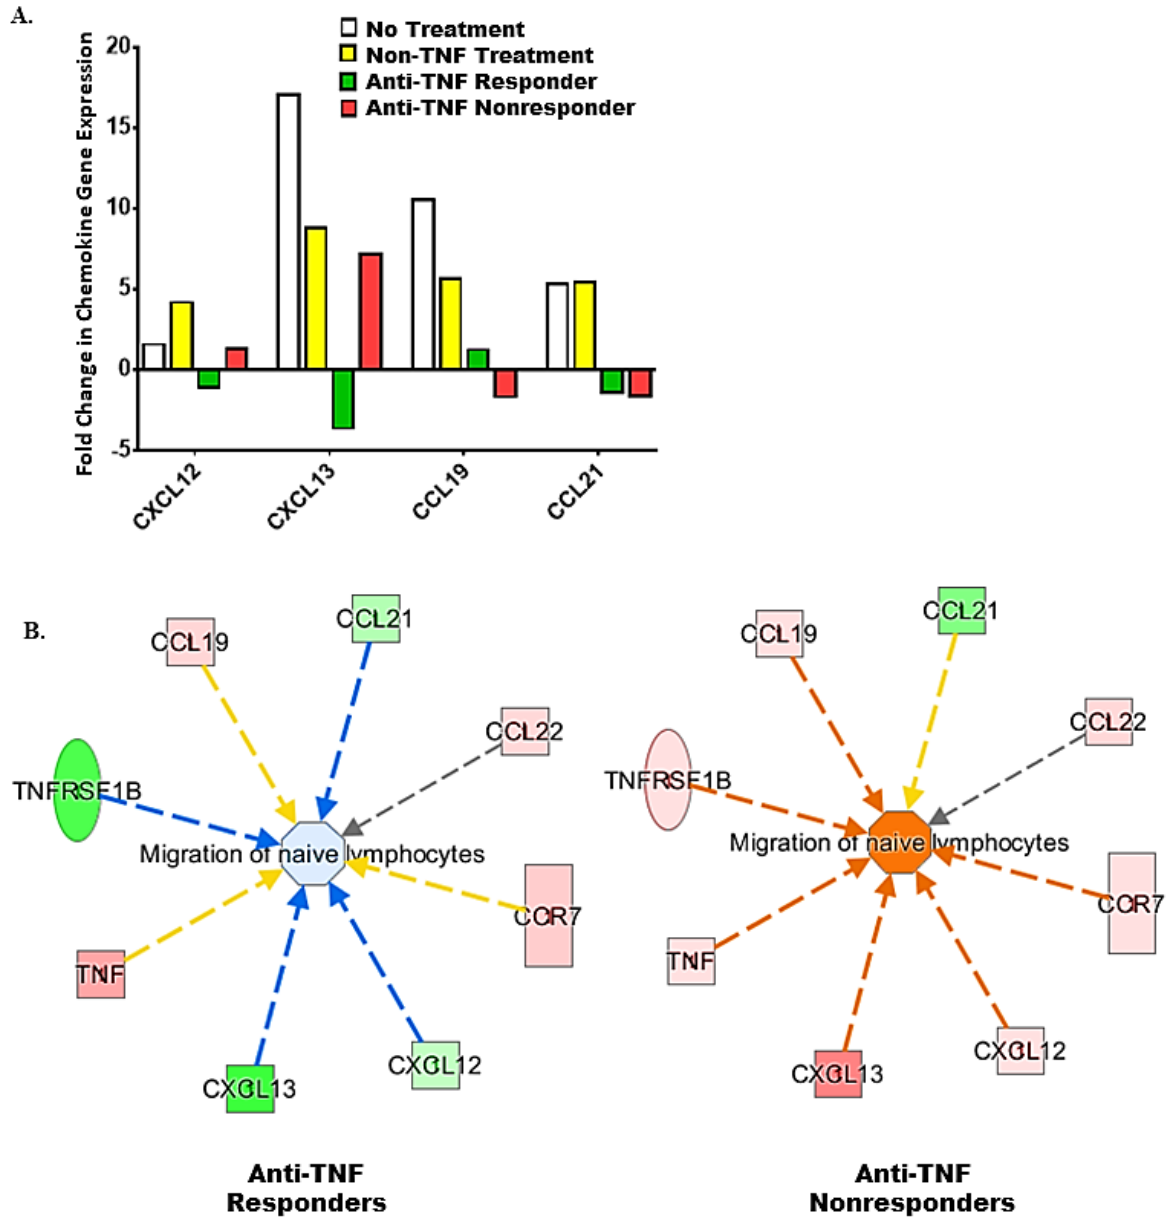 A.
Fold Change in Chemokine Gene Expression
20
15
10
5
0
-5
No Treatment
Non-TNF Treatment
Anti-TNF Responder
Anti-TNF Nonresponder
CXCL12
CXCL13
CCL19
CCL21
B.
CCL19
CCL21
CCL22
TNFRSF1B
Migration of naive lymphocytes
CCR7
TNF
CXCL13
CXCL12
Anti-TNF
Responders
CCL19
CCL21
CCL22
TNFRSF1B
Migration of naive lymphocytes
CCR7
TNF
CXCL13
CXCL12
Anti-TNF
Nonresponders